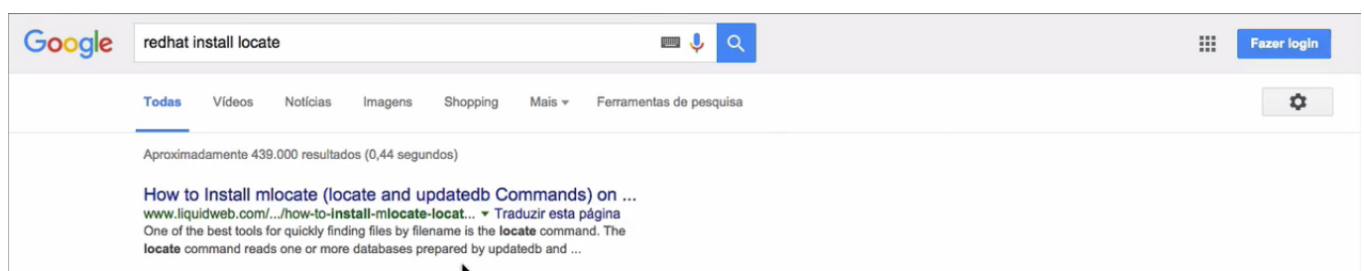 Google redhat install locate Fazer login
Todas Vídeos Notícias Imagens Shopping Mais Ferramentas de pesquisa
Aproximadamente 439.000 resultados (0,44 segundos)
How to Install mlocate (locate and updatedb Commands) on ...
www.liquidweb.com/.../how-to-install-mlocate-locat... Traduzir esta página
One of the best tools for quickly finding files by filename is the locate command. The
locate command reads one or more databases prepared by updatedb and ...